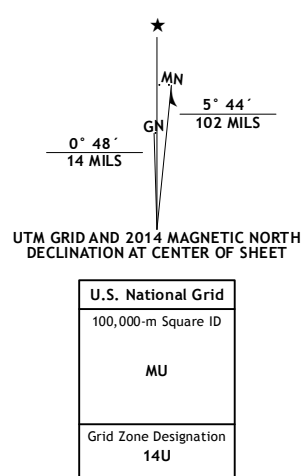 MN
GN
5° 44´
102 MILS
0° 48´
14 MILS
UTM GRID AND 2014 MAGNETIC NORTH
DECLINATION AT CENTER OF SHEET
U.S. National Grid
100,000-m Square ID
MU
Grid Zone Designation
14U